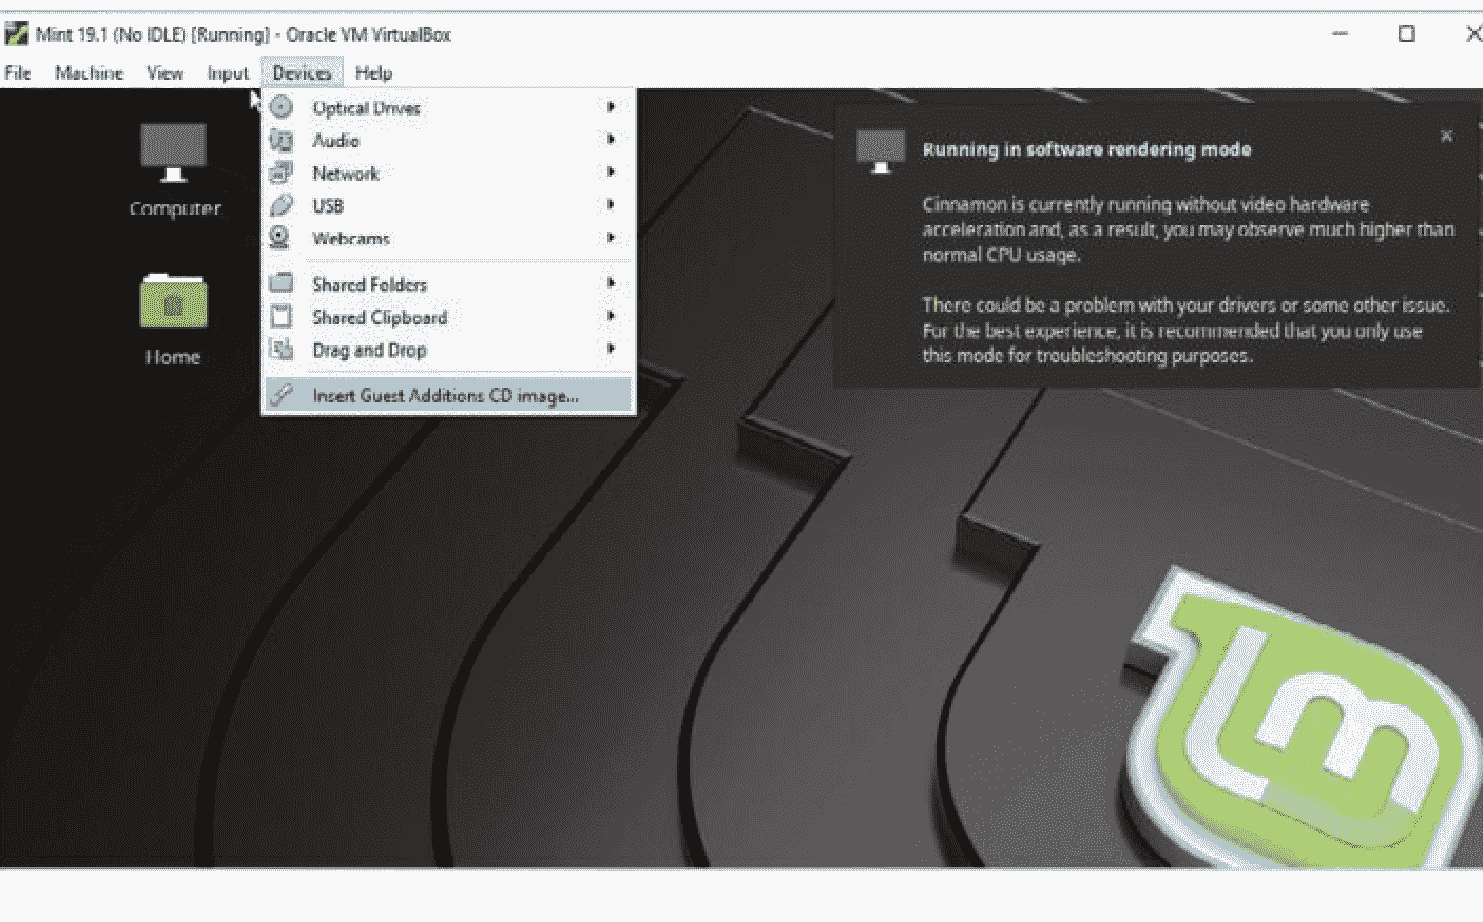 Mint 19.1 (No IDLE) [Running] - Oracle VM VirtualBox
File Machine View Input Devices Help
Optical Drives
Audio
Network
USB
Webcams
Shared Folders
Shared Clipboard
Drag and Drop
Insert Guest Additions CD image...
Computer
Home
Running in software rendering mode
Cinnamon is currently running without video hardware
acceleration and, as a result, you may observe much higher than
normal CPU usage.
There could be a problem with your drivers or some other issue.
For the best experience, it is recommended that you only use
this mode for troubleshooting purposes.